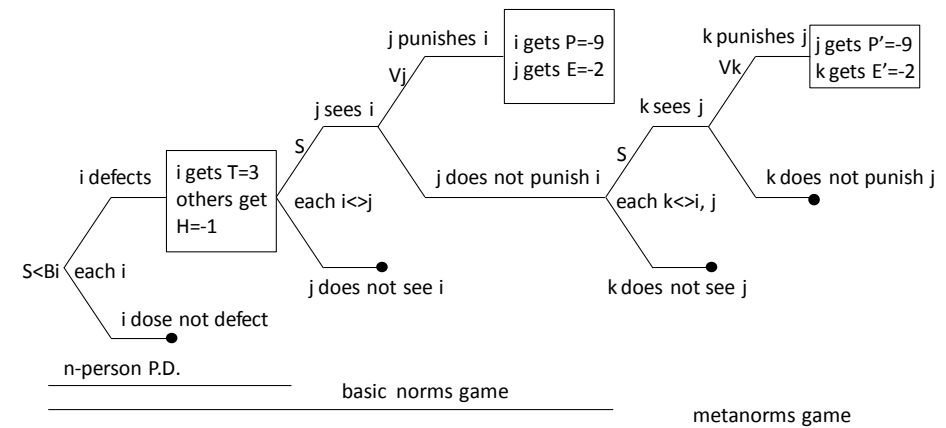 j punishes i
i gets P=-9
j gets E=-2
k punishes j
j gets P'=-9
k gets E'=-2
Vj
Vk
j sees i
k sees j
S
S
i defects
i gets T=3
others get
H=-1
j does not punish i
k does not punish j
each i<>j
each k<>i, j
S<Bi
each i
j does not see i
k does not see j
i dose not defect
n-person P.D.
basic norms game
metanorms game